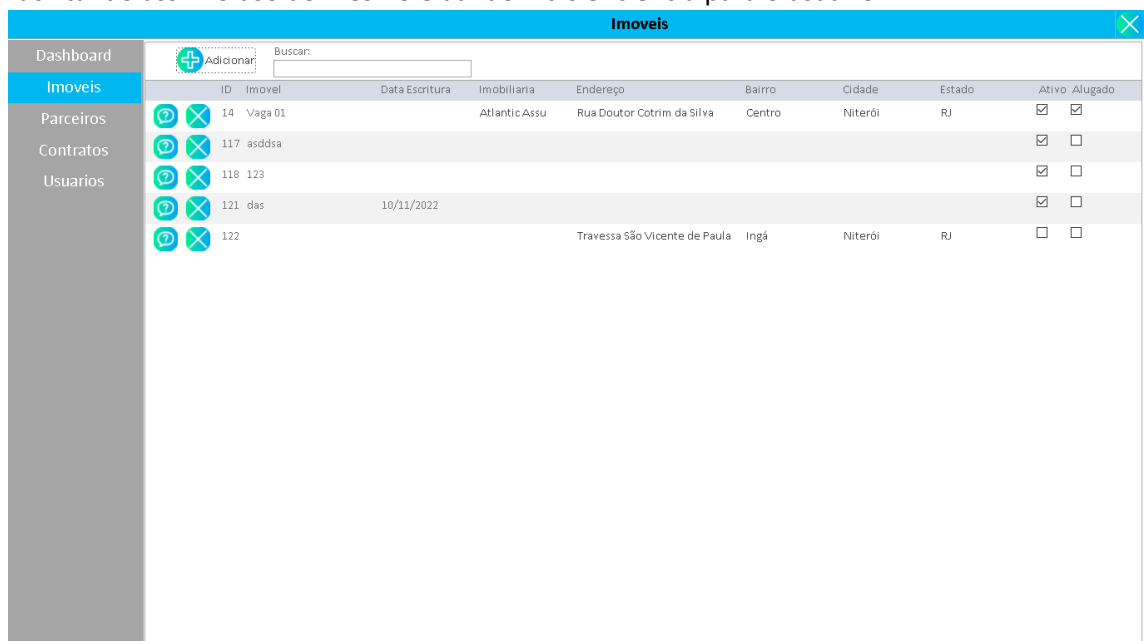 Imoveis
Dashboard
Imoveis
Parceiros
Contratos
Usuarios
Adicionar
Buscar:
ID Imovel Data Escritura Imobiliaria Endereço Bairro Cidade Estado Ativo Alugado
14 Vaga 01 Atlantic Assu Rua Doutor Cotrim da Silva Centro Niterói RJ
117 asddsa
118 123
121 das 10/11/2022
122 Travessa São Vicente de Paula Ingá Niterói RJ